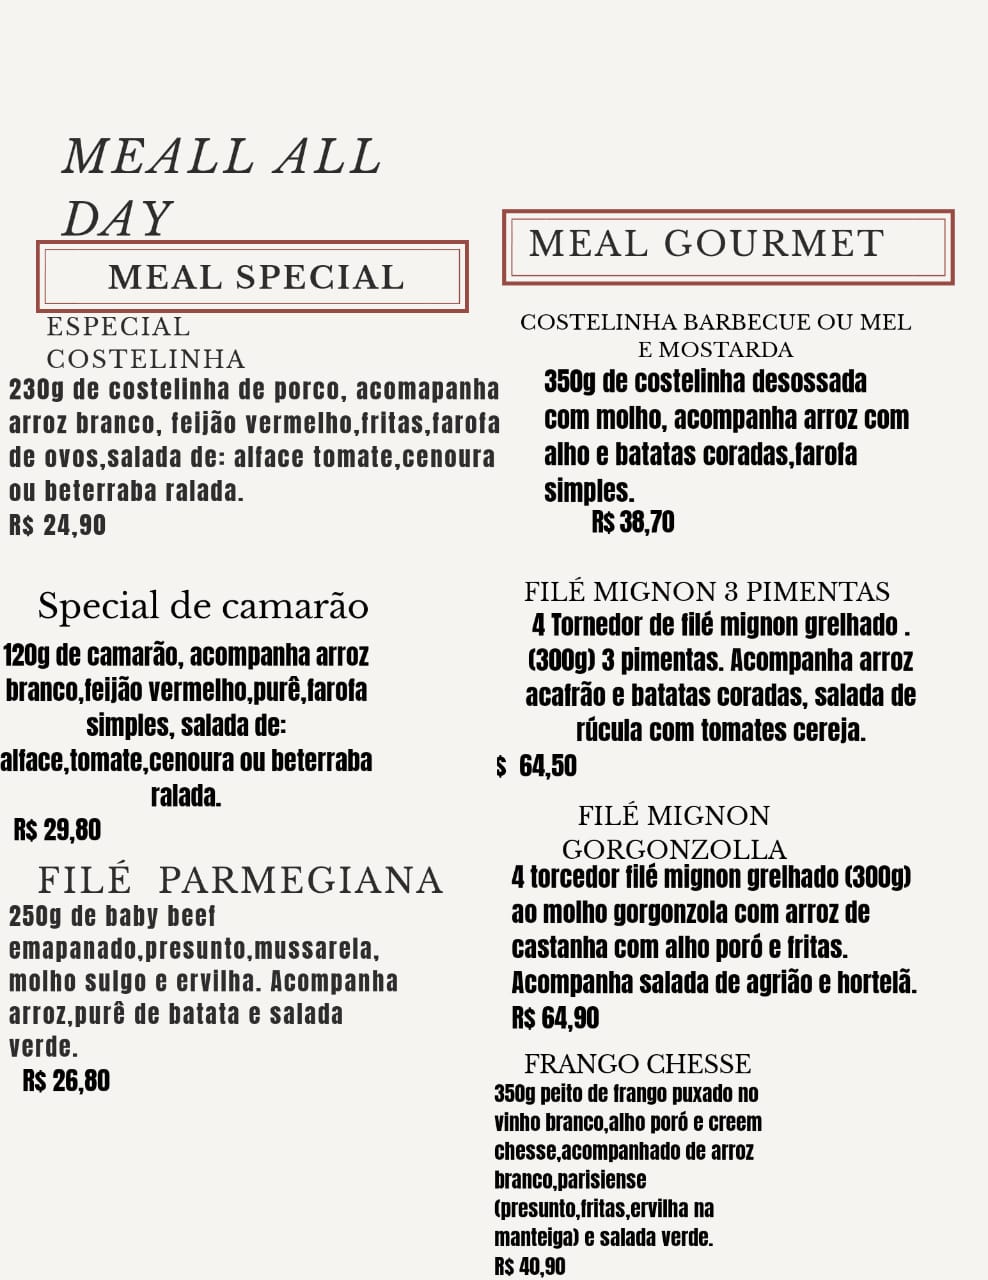 MEALL ALL
DAY
MEAL SPECIAL
ESPECIAL
COSTELINHA
230g de costelinha de porco, acomapanha
arroz branco, feijão vermelho,fritas,farofa
de ovos,salada de: alface tomate,cenoura
ou beterraba ralada.
R$ 24,90
Special de camarão
120g de camarão, acompanha arroz
branco,feijão vermelho,purê,farofa
simples, salada de:
alface,tomate,cenoura ou beterraba
ralada.
R$ 29,80
FILÉ PARMEGIANA
250g de baby beef
emapanado,presunto,mussarela,
molho sulgo e ervilha. Acompanha
arroz,purê de batata e salada
verde.
R$ 26,80
MEAL GOURMET
COSTELINHA BARBECUE OU MEL
E MOSTARDA
350g de costelinha desossada
com molho, acompanha arroz com
alho e batatas coradas,farofa
simples.
R$ 38,70
FILÉ MIGNON 3 PIMENTAS
4 Tornedor de filé mignon grelhado .
(300g) 3 pimentas. Acompanha arroz
acafrão e batatas coradas, salada de
rúcula com tomates cereja.
$ 64,50
FILÉ MIGNON
GORGONZOLLA
4 torcedor filé mignon grelhado (300g)
ao molho gorgonzola com arroz de
castanha com alho poró e fritas.
Acompanha salada de agrião e hortelã.
R$ 64,90
FRANGO CHESSE
350g peito de frango puxado no
vinho branco,alho poró e creem
chesse,acompanhado de arroz
branco,parisiense
(presunto,fritas,ervilha na
manteiga) e salada verde.
R$ 40,90